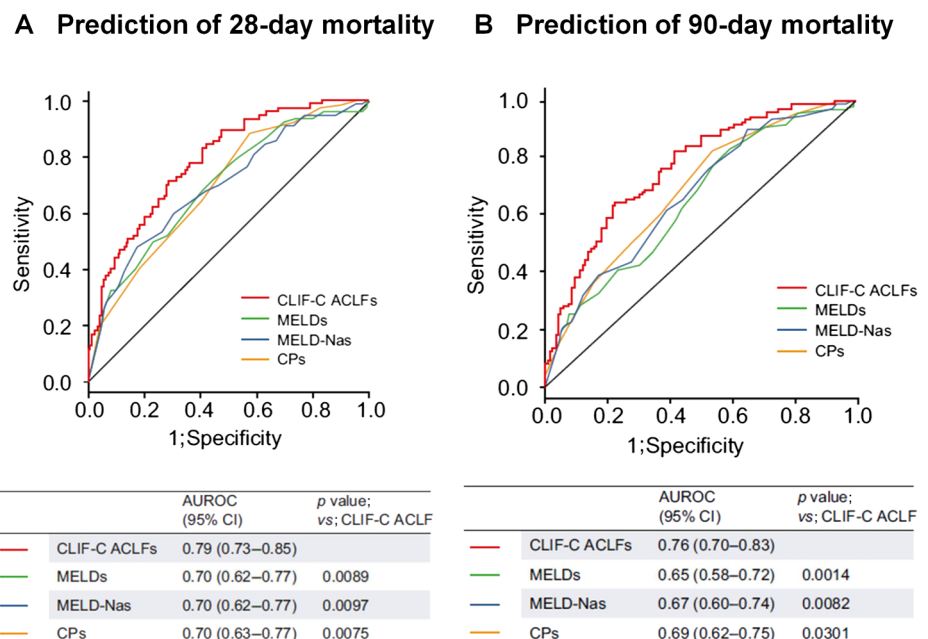 A Prediction of 28-day mortality
1.0
0.8
0.6
0.4
0.2
0.0
Sensitivity
CLIF-C ACLFs
MELDs
MELD-Nas
CPs
0.0 0.2 0.4 0.6 0.8 1.0
1;Specificity
AUROC p value;
(95% CI) vs; CLIF-C ACLF
CLIF-C ACLFs 0.79 (0.73–0.85)
MELDs 0.70 (0.62–0.77) 0.0089
MELD-Nas 0.70 (0.62–0.77) 0.0097
CPs 0.70 (0.63–0.77) 0.0075
B Prediction of 90-day mortality
1.0
0.8
0.6
0.4
0.2
0.0
Sensitivity
CLIF-C ACLFs
MELDs
MELD-Nas
CPs
0.0 0.2 0.4 0.6 0.8 1.0
1;Specificity
AUROC p value;
(95% CI) vs; CLIF-C ACLF
CLIF-C ACLFs 0.76 (0.70–0.83)
MELDs 0.65 (0.58–0.72) 0.0014
MELD-Nas 0.67 (0.60–0.74) 0.0082
CPs 0.69 (0.62–0.75) 0.0301